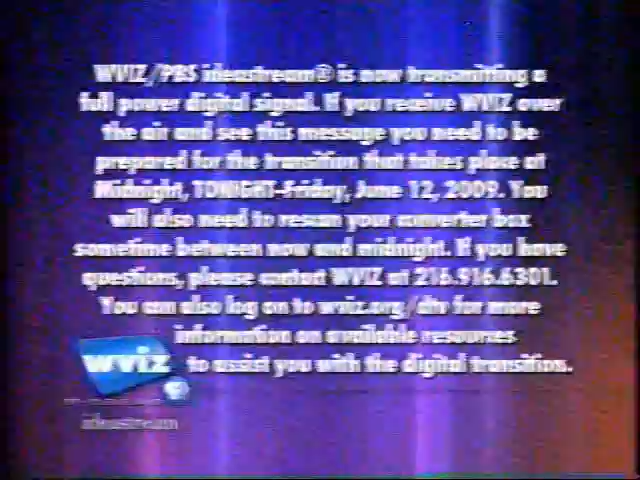 WVIZ/PBS ideastream® is now transmitting a
full power digital signal. If you receive WVIZ over
the air and see this message you need to be
prepared for the transition that takes place at
Midnight, TONIGHT-Friday, June 12, 2009. You
will also need to rescan your converter box
sometime between now and midnight. If you have
questions, please contact WVIZ at 216.916.6301.
You can also log on to wviz.org/dtv for more
information on available resources
to assist you with the digital transition.
wviz
ideastream